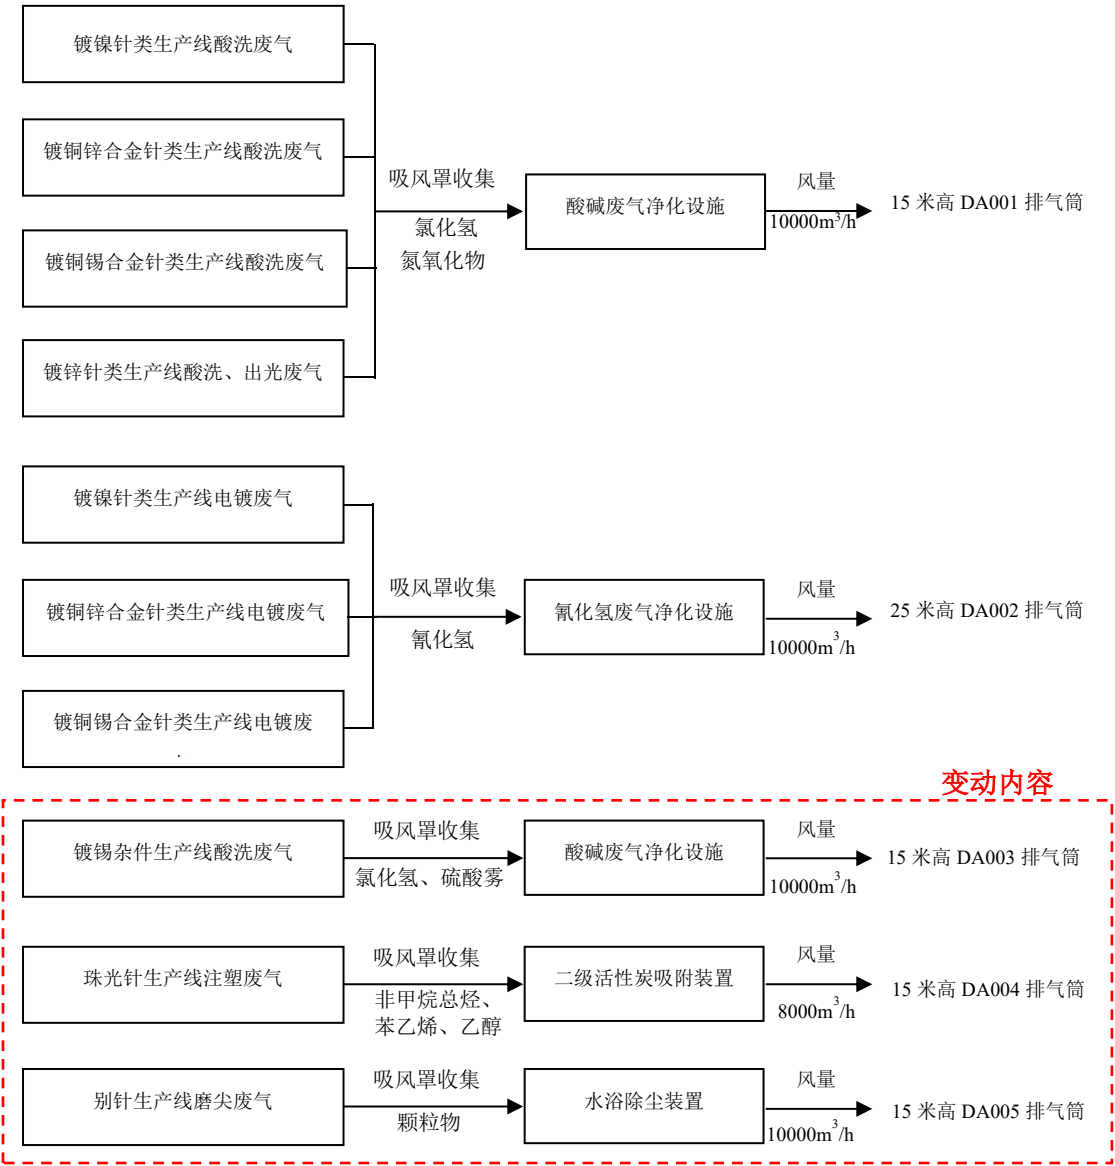 镀镍针类生产线酸洗废气
镀铜锌合金针类生产线酸洗废气
镀铜锡合金针类生产线酸洗废气
镀锌针类生产线酸洗、出光废气
吸风罩收集
氯化氢
氮氧化物
酸碱废气净化设施
风量
10000m³/h
15 米高 DA001 排气筒
镀镍针类生产线电镀废气
镀铜锌合金针类生产线电镀废气
镀铜锡合金针类生产线电镀废
吸风罩收集
氰化氢
氰化氢废气净化设施
风量
10000m³/h
25 米高 DA002 排气筒
变动内容
镀锡杂件生产线酸洗废气
吸风罩收集
氯化氢、硫酸雾
酸碱废气净化设施
风量
10000m³/h
15 米高 DA003 排气筒
珠光针生产线注塑废气
吸风罩收集
非甲烷总烃、
苯乙烯、乙醇
二级活性炭吸附装置
风量
8000m³/h
15 米高 DA004 排气筒
别针生产线磨尖废气
吸风罩收集
颗粒物
水浴除尘装置
风量
10000m³/h
15 米高 DA005 排气筒